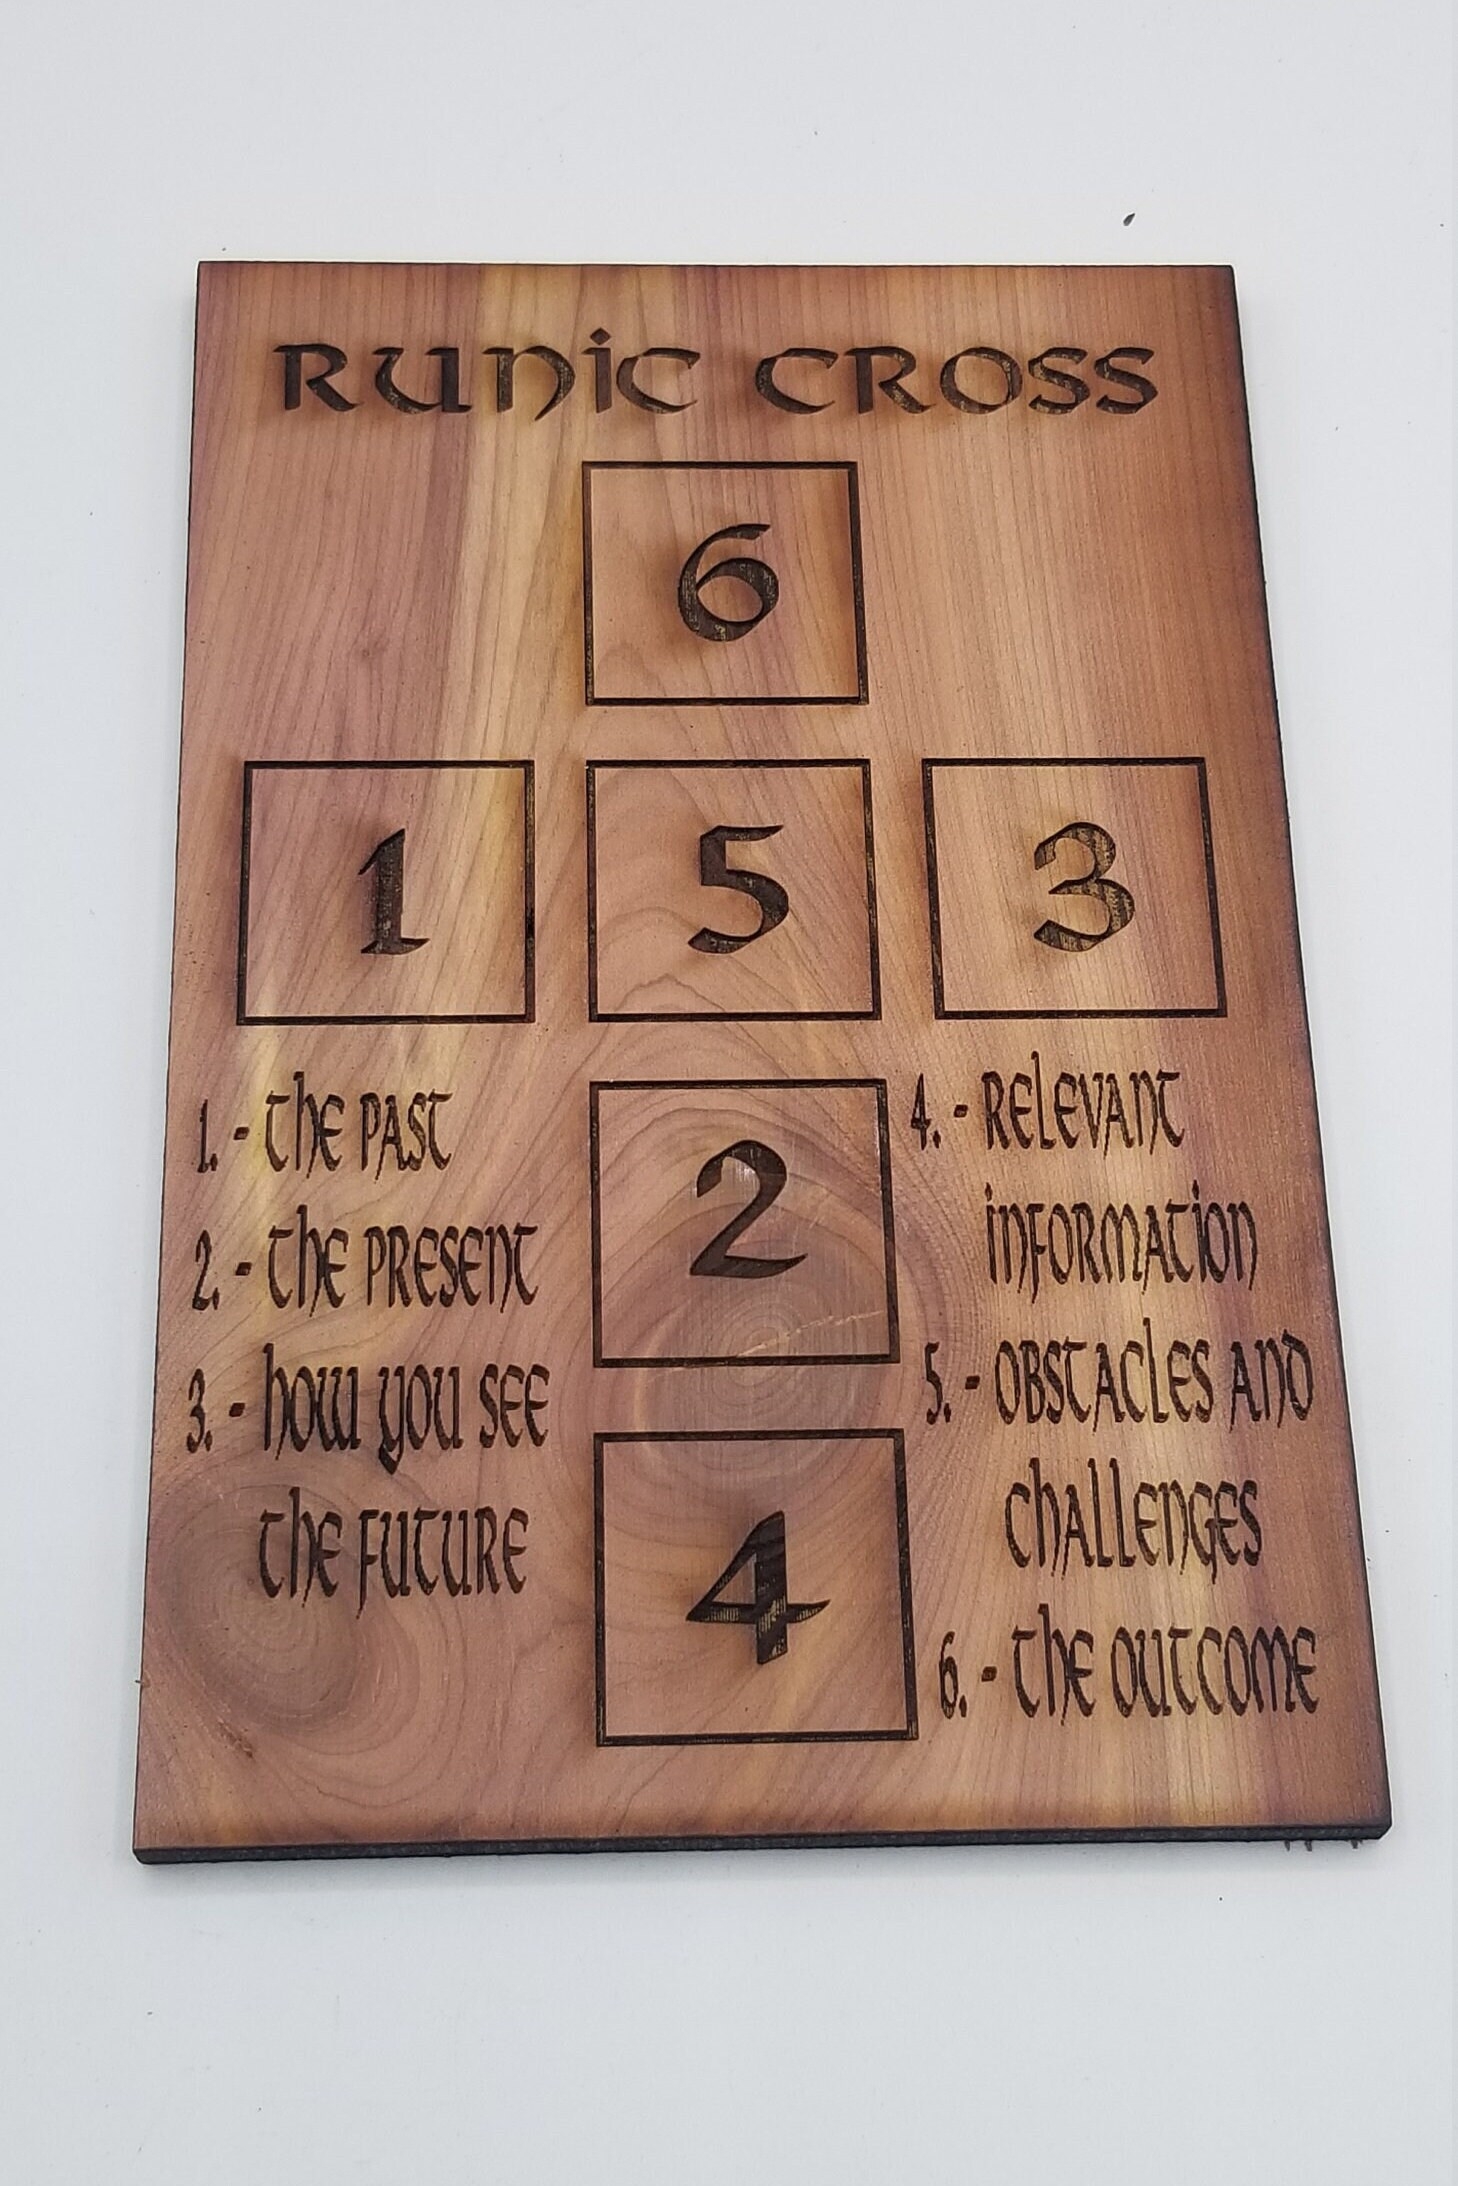 RUNIC CROSS
6
1 5 3
2
4
1. - THE PAST
2. - THE PRESENT
3. - HOW YOU SEE
THE FUTURE
4. - RELEVANT
INFORMATION
5. - OBSTACLES AND
CHALLENGES
6. - THE OUTCOME